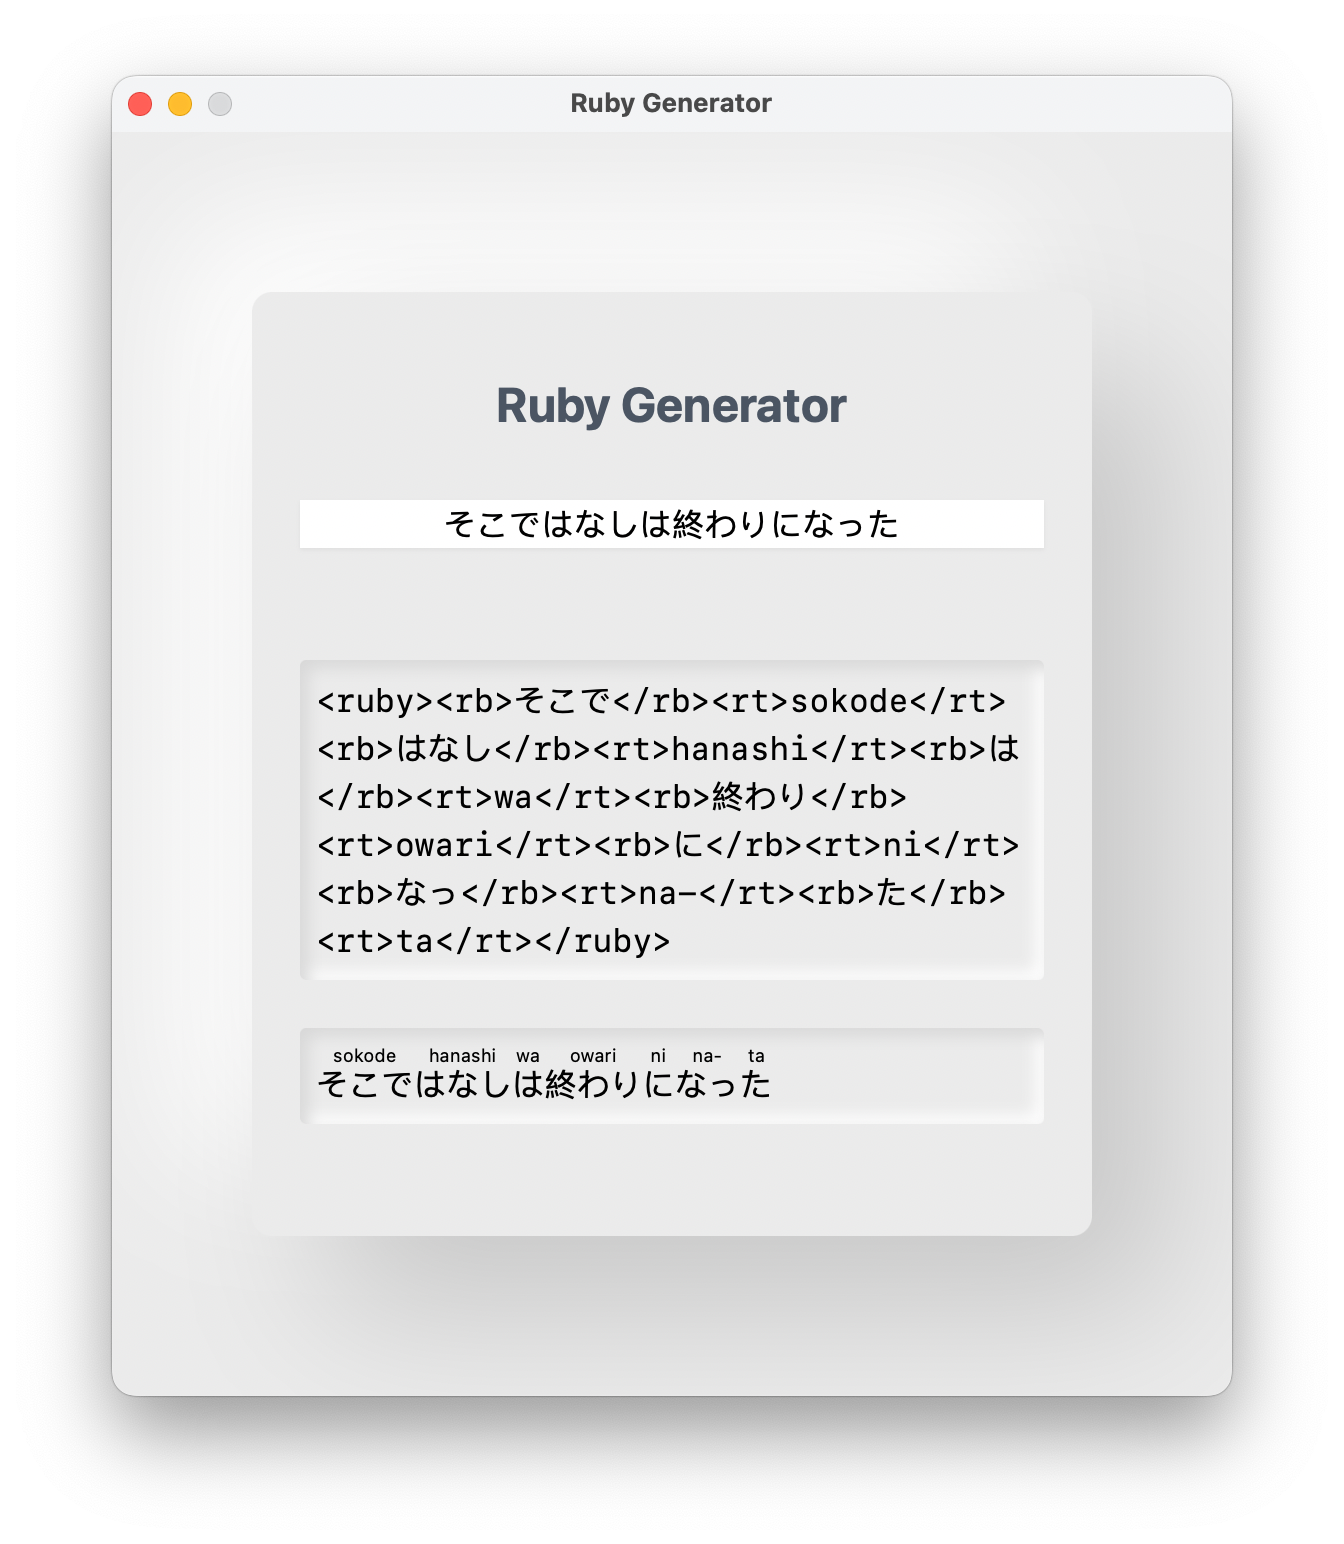 Ruby Generator
Ruby Generator
そこではなしは終わりになった
<ruby><rb>そこで</rb><rt>sokode</rt>
<rb>はなし</rb><rt>hanashi</rt><rb>は
</rb><rt>wa</rt><rb>終わり</rb>
<rt>owari</rt><rb>に</rb><rt>ni</rt>
<rb>なっ</rb><rt>na-</rt><rb>た</rb>
<rt>ta</rt></ruby>
sokode hanashi wa owari ni na- ta
そこではなしは終わりになった